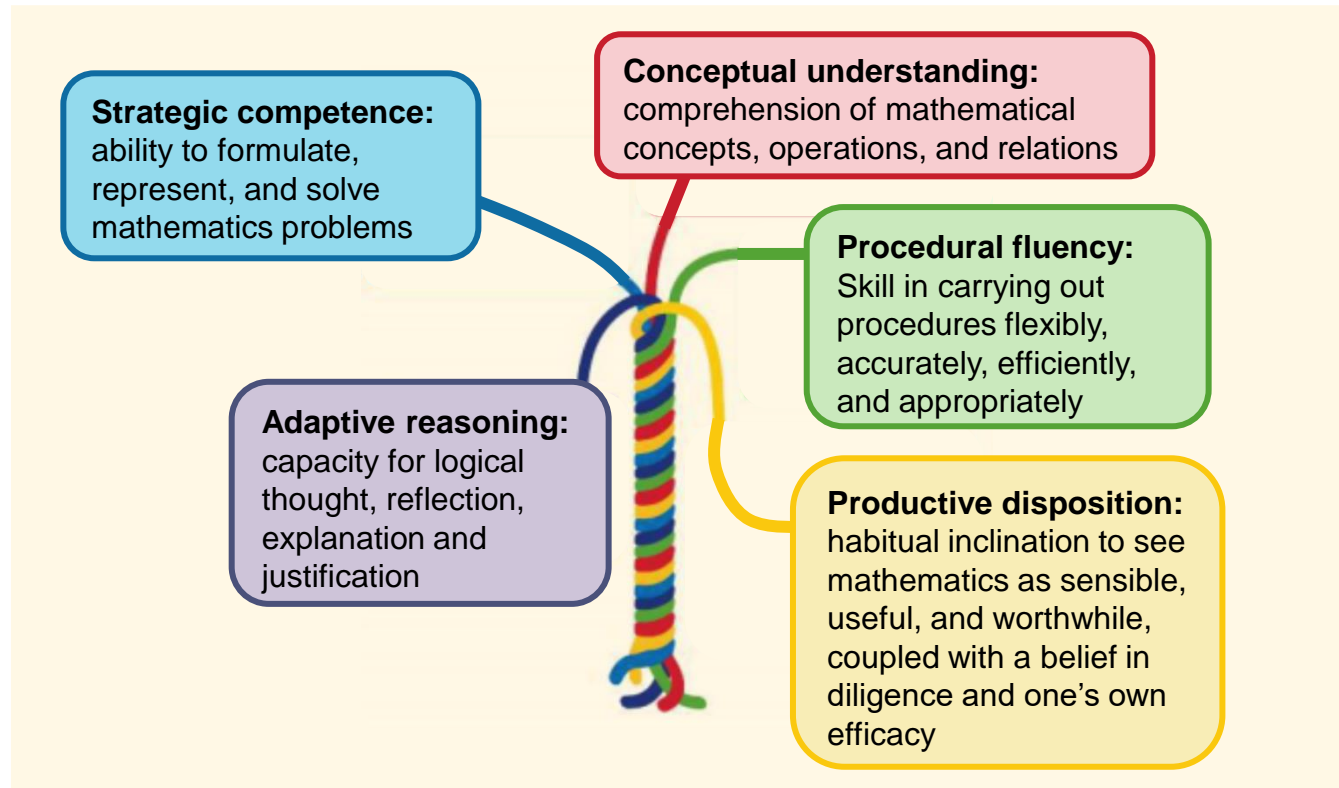 Strategic competence:
ability to formulate,
represent, and solve
mathematics problems
Conceptual understanding:
comprehension of mathematical
concepts, operations, and relations
Procedural fluency:
Skill in carrying out
procedures flexibly,
accurately, efficiently,
and appropriately
Adaptive reasoning:
capacity for logical
thought, reflection,
explanation and
justification
Productive disposition:
habitual inclination to see
mathematics as sensible,
useful, and worthwhile,
coupled with a belief in
diligence and one’s own
efficacy